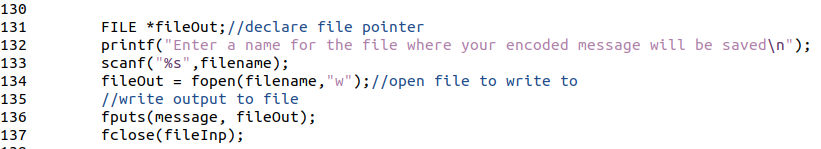 130
131 FILE *fileOut;//declare file pointer
132 printf("Enter a name for the file where your encoded message will be saved\n");
133 scanf("%s",filename);
134 fileOut = fopen(filename,"w");//open file to write to
135 //write output to file
136 fputs(message, fileOut);
137 fclose(fileInp);